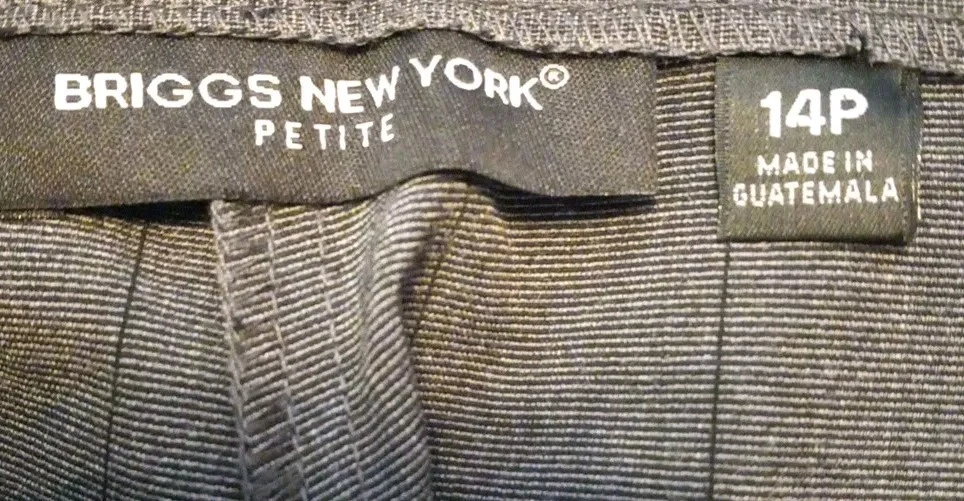 BRIGGS NEW YORK®
PETITE
14P
MADE IN
GUATEMALA